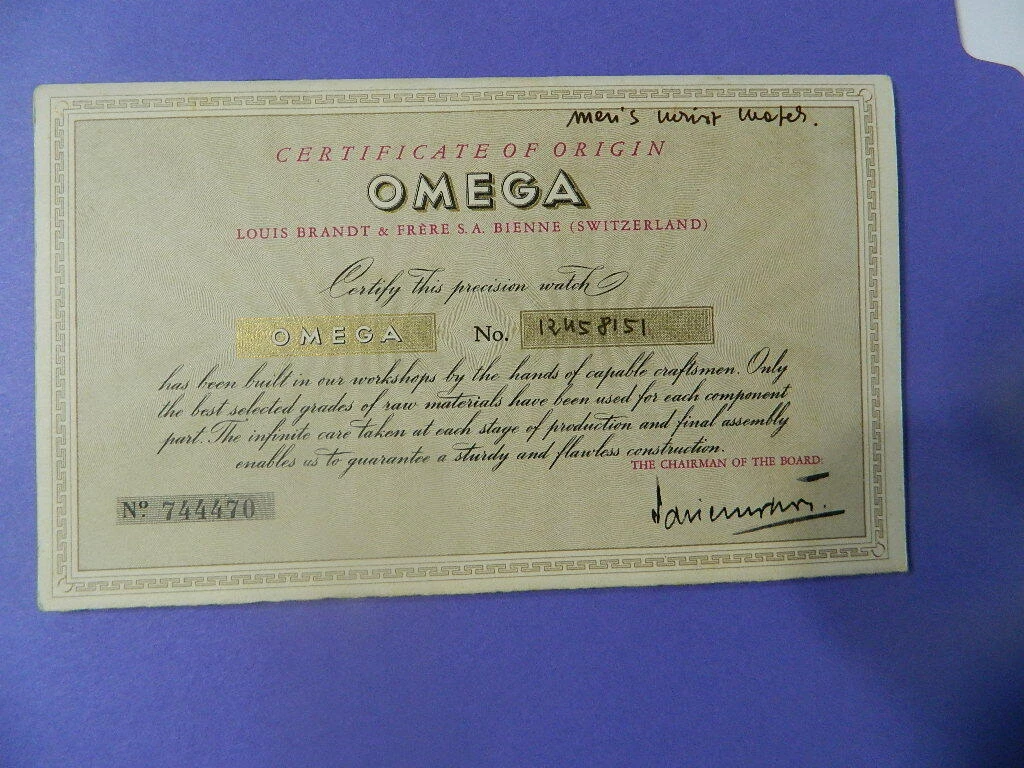 men's wrist watch.
CERTIFICATE OF ORIGIN
OMEGA
LOUIS BRANDT & FRÈRE S.A. BIENNE (SWITZERLAND)
Certify this precision watch
OMEGA No. 12458151
has been built in our workshops by the hands of capable craftsmen. Only
the best selected grades of raw materials have been used for each component
part. The infinite care taken at each stage of production and final assembly
enables us to guarantee a sturdy and flawless construction.
THE CHAIRMAN OF THE BOARD:
Nº 744470